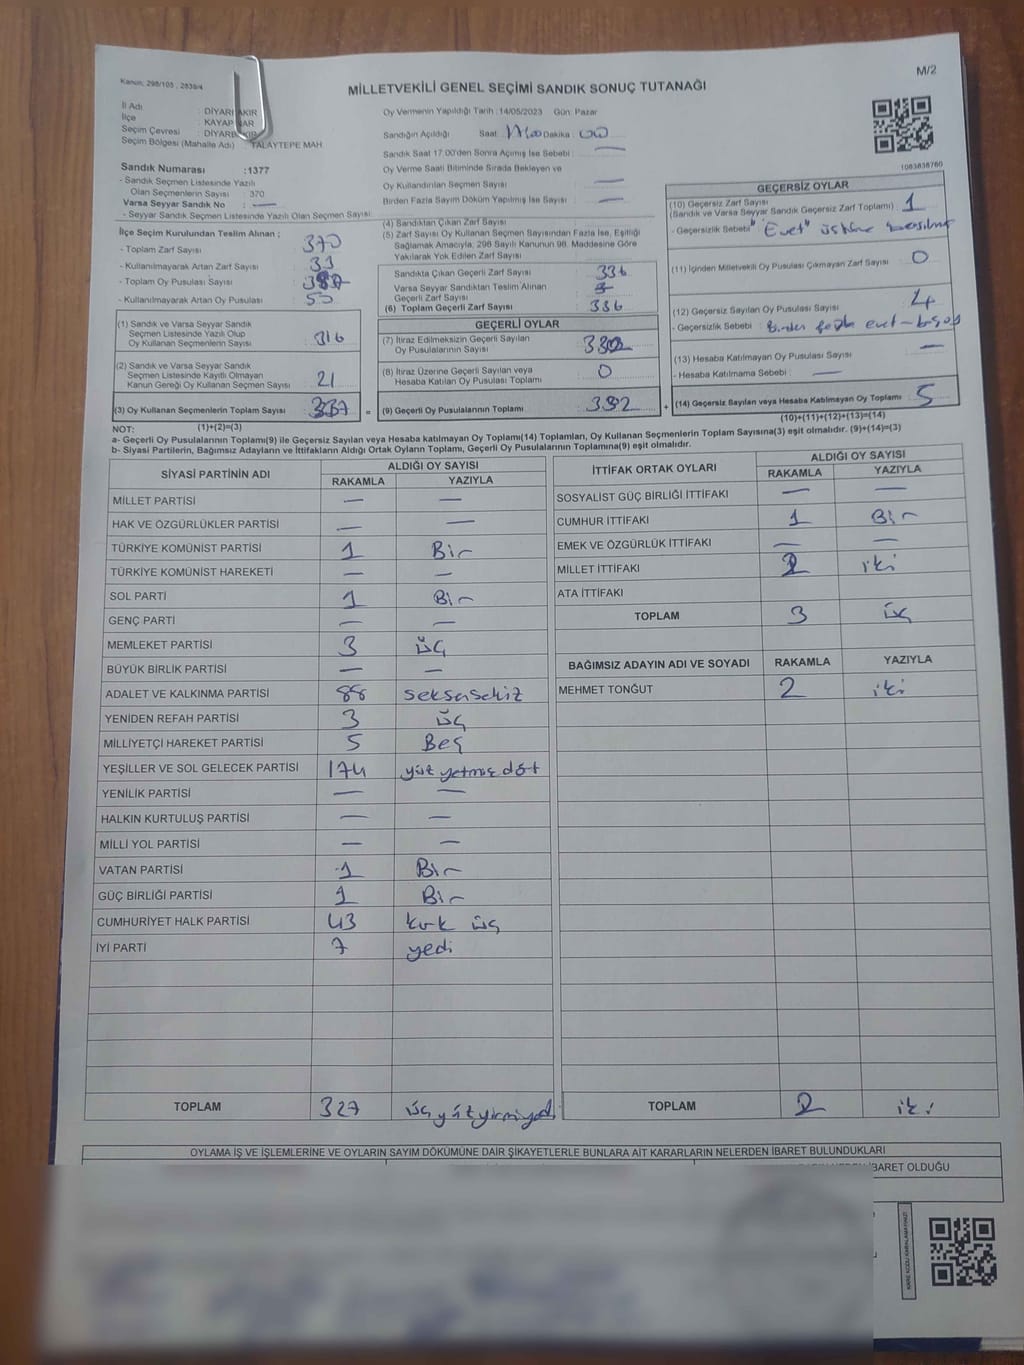 M/2
Kanun: 298/105 , 2839/4
MİLLETVEKİLİ GENEL SEÇİMİ SANDIK SONUÇ TUTANAĞI
İl Adı : DİYARBAKIR
İlçe : KAYAPINAR
Seçim Çevresi : DİYARBAKIR
Seçim Bölgesi (Mahalle Adı) : TALAYTEPE MAH
Sandık Numarası :1377
- Sandık Seçmen Listesinde Yazılı
Olan Seçmenlerin Sayısı : 370
Varsa Seyyar Sandık No : —
- Seyyar Sandık Seçmen Listesinde Yazılı Olan Seçmen Sayısı:
İlçe Seçim Kurulundan Teslim Alınan ;
- Toplam Zarf Sayısı : 370
- Kullanılmayarak Artan Zarf Sayısı : 33
- Toplam Oy Pusulası Sayısı :
- Kullanılmayarak Artan Oy Pusulası :
(1) Sandık ve Varsa Seyyar Sandık
Seçmen Listesinde Yazılı Olup
Oy Kullanan Seçmenlerin Sayısı : 316
(2) Sandık ve Varsa Seyyar Sandık
Seçmen Listesinde Kayıtlı Olmayan
Kanun Gereği Oy Kullanan Seçmen Sayısı : 21
(3) Oy Kullanan Seçmenlerin Toplam Sayısı : 337 =
(1)+(2)=(3)
Oy Vermenin Yapıldığı Tarih : 14/05/2023 Gün: Pazar
Sandığın Açıldığı Saat : Dakika : 00
Sandık Saat 17:00'den Sonra Açılmış İse Sebebi : —
Oy Verme Saati Bitiminde Sırada Bekleyen ve
Oy Kullandırılan Seçmen Sayısı : —
Birden Fazla Sayım Döküm Yapılmış İse Sayısı : —
(4) Sandıktan Çıkan Zarf Sayısı :
(5) Zarf Sayısı Oy Kullanan Seçmen Sayısından Fazla İse, Eşitliği
Sağlamak Amacıyla, 298 Sayılı Kanunun 98. Maddesine Göre
Yakılarak Yok Edilen Zarf Sayısı :
Sandıkta Çıkan Geçerli Zarf Sayısı : 336
Varsa Seyyar Sandıktan Teslim Alınan
Geçerli Zarf Sayısı :
(6) Toplam Geçerli Zarf Sayısı : 336
GEÇERLİ OYLAR
(7) İtiraz Edilmeksizin Geçerli Sayılan
Oy Pusulalarının Sayısı : 332
(8) İtiraz Üzerine Geçerli Sayılan veya
Hesaba Katılan Oy Pusulası Toplamı : 0
(9) Geçerli Oy Pusulalarının Toplamı : 332 +
1083838760
GEÇERSİZ OYLAR
(10) Geçersiz Zarf Sayısı : 1
(Sandık ve Varsa Seyyar Sandık Geçersiz Zarf Toplamı)
- Geçersizlik Sebebi : "Evet" üstüne basılmış
(11) İçinden Milletvekili Oy Pusulası Çıkmayan Zarf Sayısı : 0
(12) Geçersiz Sayılan Oy Pusulası Sayısı : 4
- Geçersizlik Sebebi : Birden fazla evet-
(13) Hesaba Katılmayan Oy Pusulası Sayısı : —
- Hesaba Katılmama Sebebi : —
(14) Geçersiz Sayılan veya Hesaba Katılmayan Oy Toplamı : 5
(10)+(11)+(12)+(13)=(14)
NOT:
a- Geçerli Oy Pusulalarının Toplamı(9) ile Geçersiz Sayılan veya Hesaba katılmayan Oy Toplamı(14) Toplamları, Oy Kullanan Seçmenlerin Toplam Sayısına(3) eşit olmalıdır. (9)+(14)=(3)
b- Siyasi Partilerin, Bağımsız Adayların ve İttifakların Aldığı Ortak Oyların Toplamı, Geçerli Oy Pusulalarının Toplamına(9) eşit olmalıdır.
SİYASİ PARTİNİN ADI ALDIĞI OY SAYISI
RAKAMLA YAZIYLA
MİLLET PARTİSİ — —
HAK VE ÖZGÜRLÜKLER PARTİSİ — —
TÜRKİYE KOMÜNİST PARTİSİ 1 Bir
TÜRKİYE KOMÜNİST HAREKETİ — —
SOL PARTİ 1 Bir
GENÇ PARTİ — —
MEMLEKET PARTİSİ 3 üç
BÜYÜK BİRLİK PARTİSİ — —
ADALET VE KALKINMA PARTİSİ 88 seksensekiz
YENİDEN REFAH PARTİSİ 3 üç
MİLLİYETÇİ HAREKET PARTİSİ 5 Beş
YEŞİLLER VE SOL GELECEK PARTİSİ 174 yüz yetmiş dört
YENİLİK PARTİSİ — —
HALKIN KURTULUŞ PARTİSİ — —
MİLLİ YOL PARTİSİ — —
VATAN PARTİSİ 1 Bir
GÜÇ BİRLİĞİ PARTİSİ 1 Bir
CUMHURİYET HALK PARTİSİ 43 kırk üç
İYİ PARTİ 7 yedi
TOPLAM 327 üç yüz yirmi yedi
İTTİFAK ORTAK OYLARI ALDIĞI OY SAYISI
RAKAMLA YAZIYLA
SOSYALİST GÜÇ BİRLİĞİ İTTİFAKI — —
CUMHUR İTTİFAKI 1 Bir
EMEK VE ÖZGÜRLÜK İTTİFAKI — —
MİLLET İTTİFAKI 2 iki
ATA İTTİFAKI
TOPLAM 3 üç
BAĞIMSIZ ADAYIN ADI VE SOYADI RAKAMLA YAZIYLA
MEHMET TONĞUT 2 iki
TOPLAM 2 iki
OYLAMA İŞ VE İŞLEMLERİNE VE OYLARIN SAYIM DÖKÜMÜNE DAİR ŞİKAYETLERLE BUNLARA AİT KARARLARIN NELERDEN İBARET BULUNDUKLARI
İBARET OLDUĞU